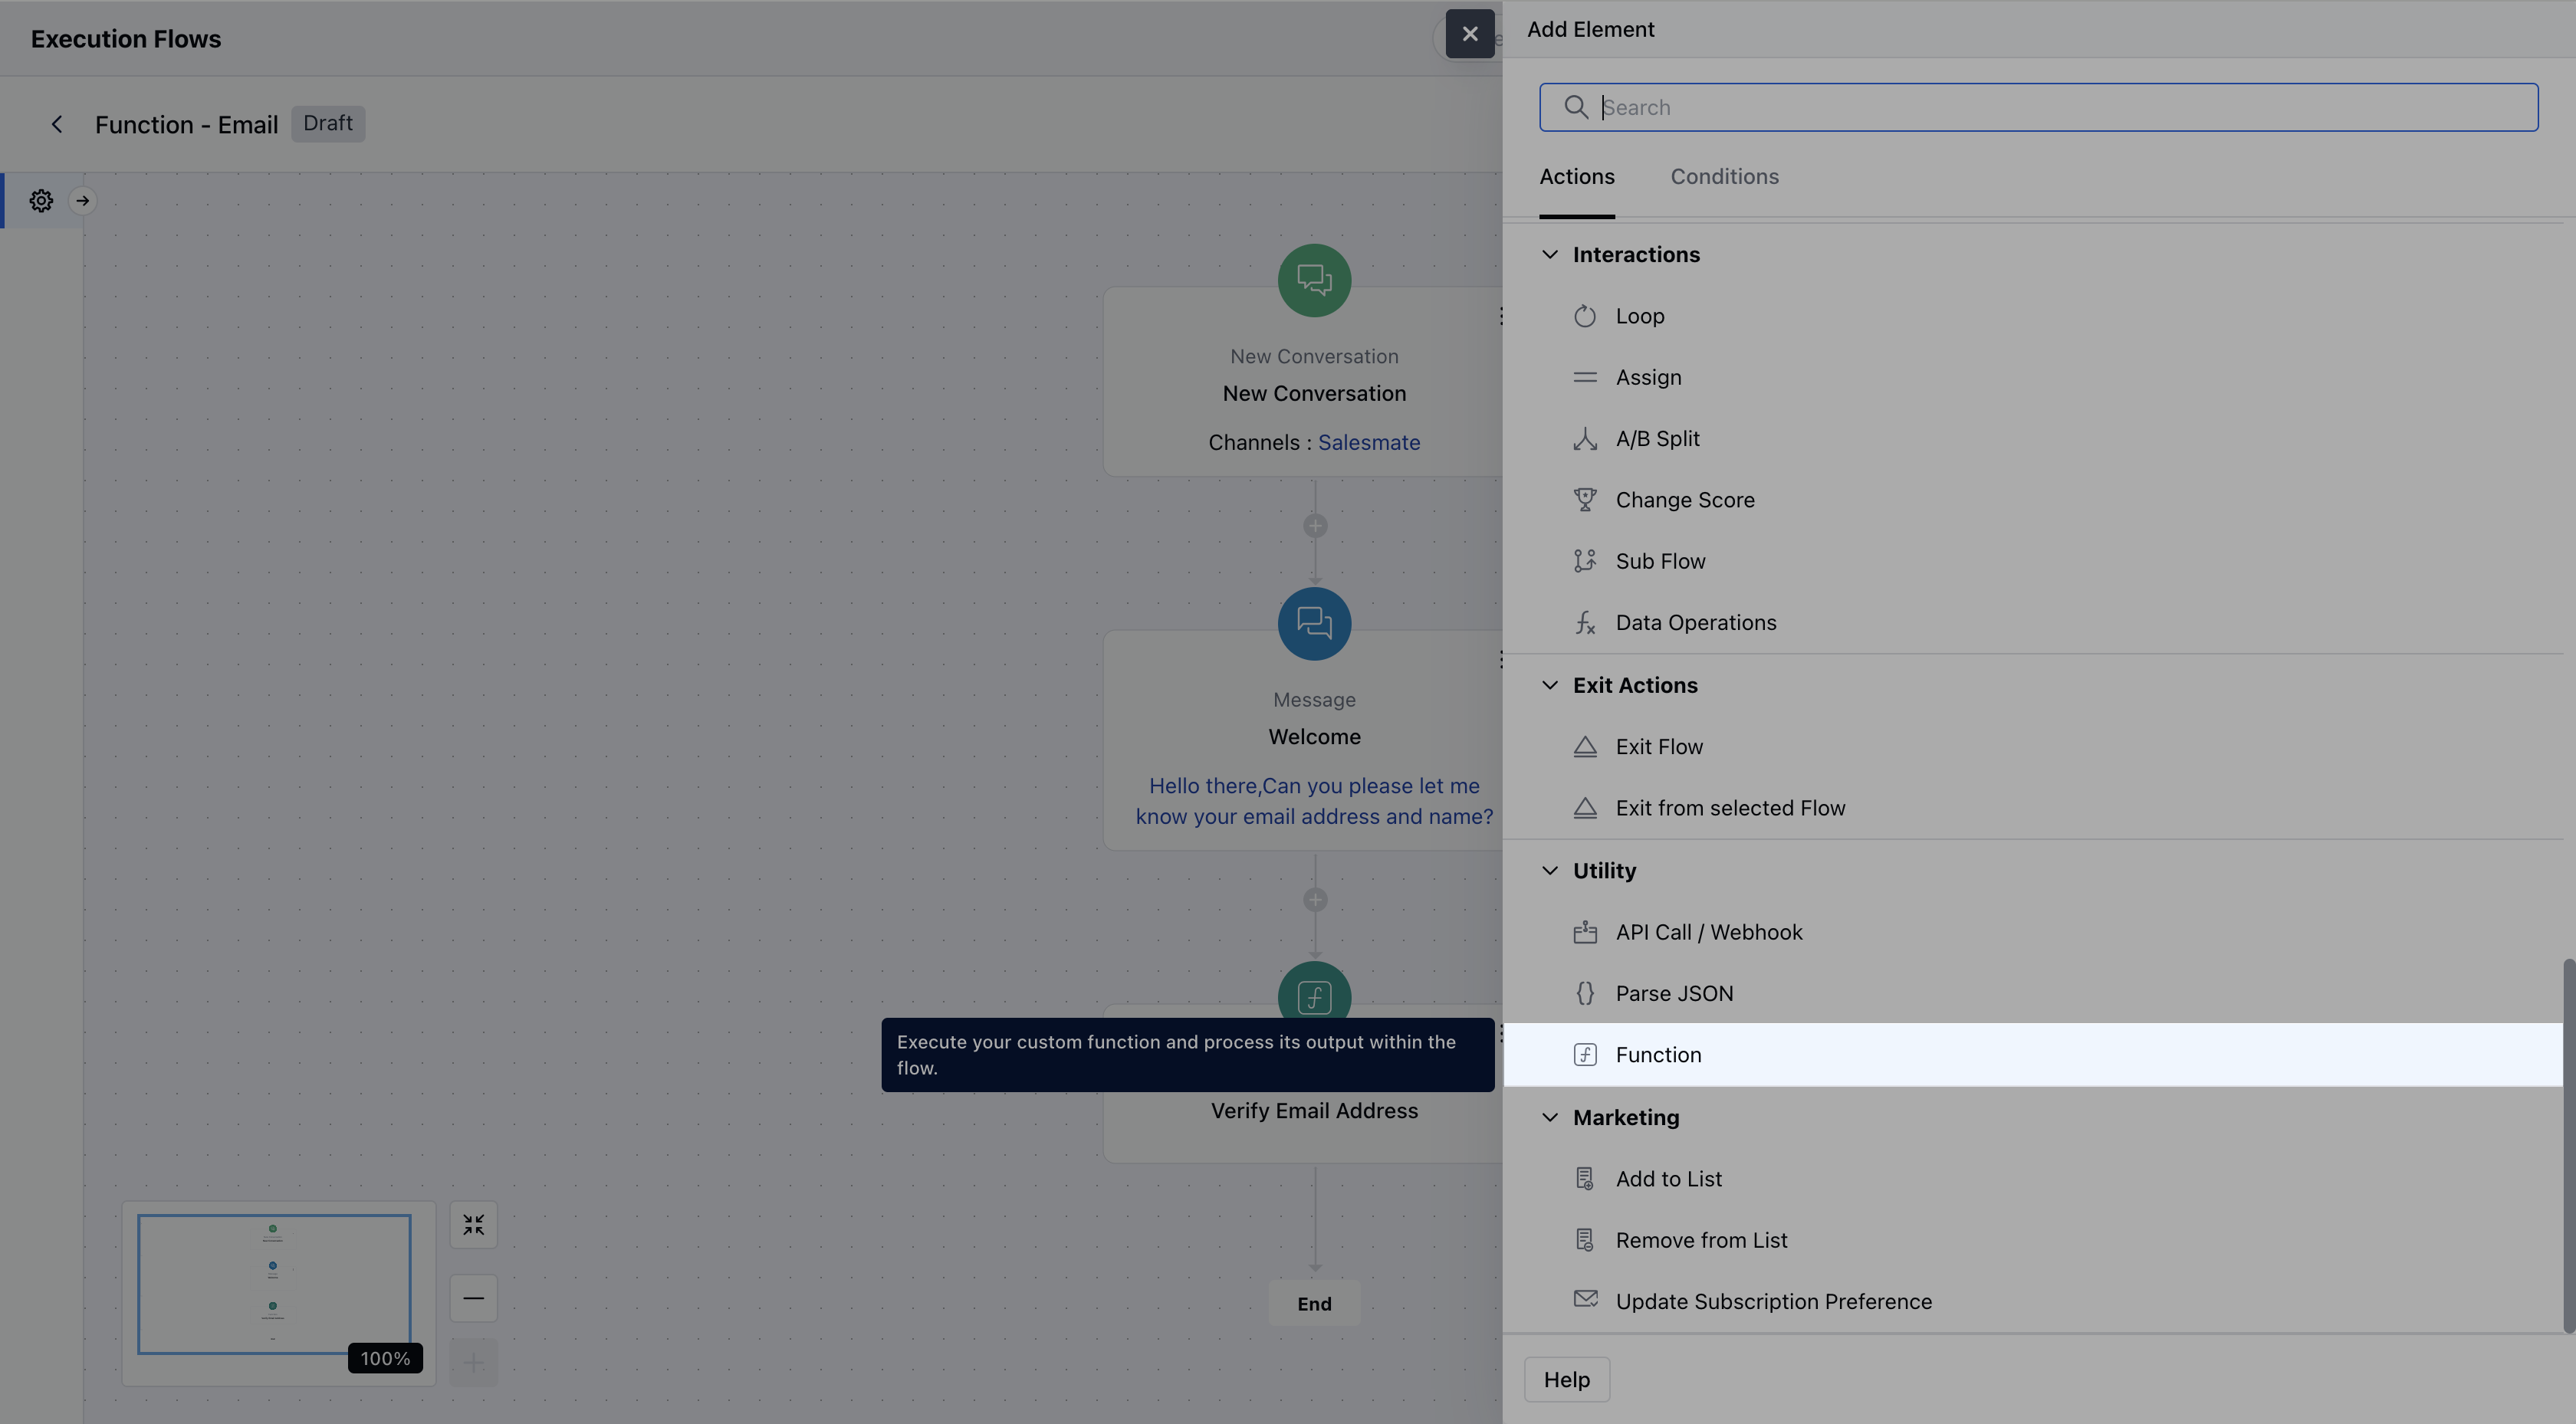 Execution Flows
Function - Email
Draft
New Conversation
New Conversation
Channels : Salesmate
Message
Welcome
Hello there,Can you please let me
know your email address and name?
Execute your custom function and process its output within the
flow.
Verify Email Address
End
100%
Add Element
Search
Actions
Conditions
Interactions
Loop
Assign
A/B Split
Change Score
Sub Flow
Data Operations
Exit Actions
Exit Flow
Exit from selected Flow
Utility
API Call / Webhook
Parse JSON
Function
Marketing
Add to List
Remove from List
Update Subscription Preference
Help